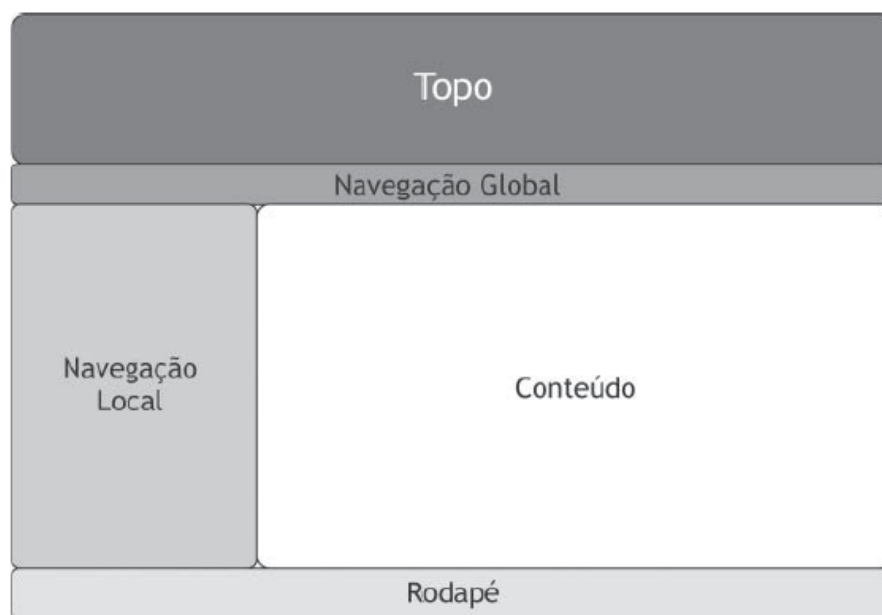 Topo
Navegação Global
Navegação
Local
Conteúdo
Rodapé